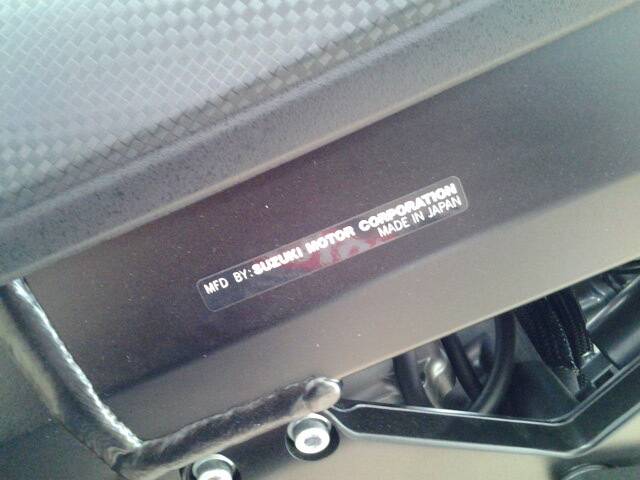 MFD BY: SUZUKI MOTOR CORPORATION
MADE IN JAPAN